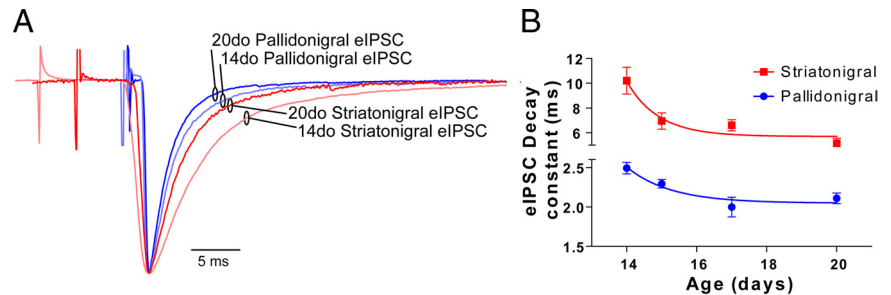 A
20do Pallidonigral eIPSC
14do Pallidonigral eIPSC
20do Striatonigral eIPSC
14do Striatonigral eIPSC
5 ms
B
eIPSC Decay
constant (ms)
12
10
8
6
2.5
2.0
1.5
Striatonigral
Pallidonigral
14
16
18
20
Age (days)